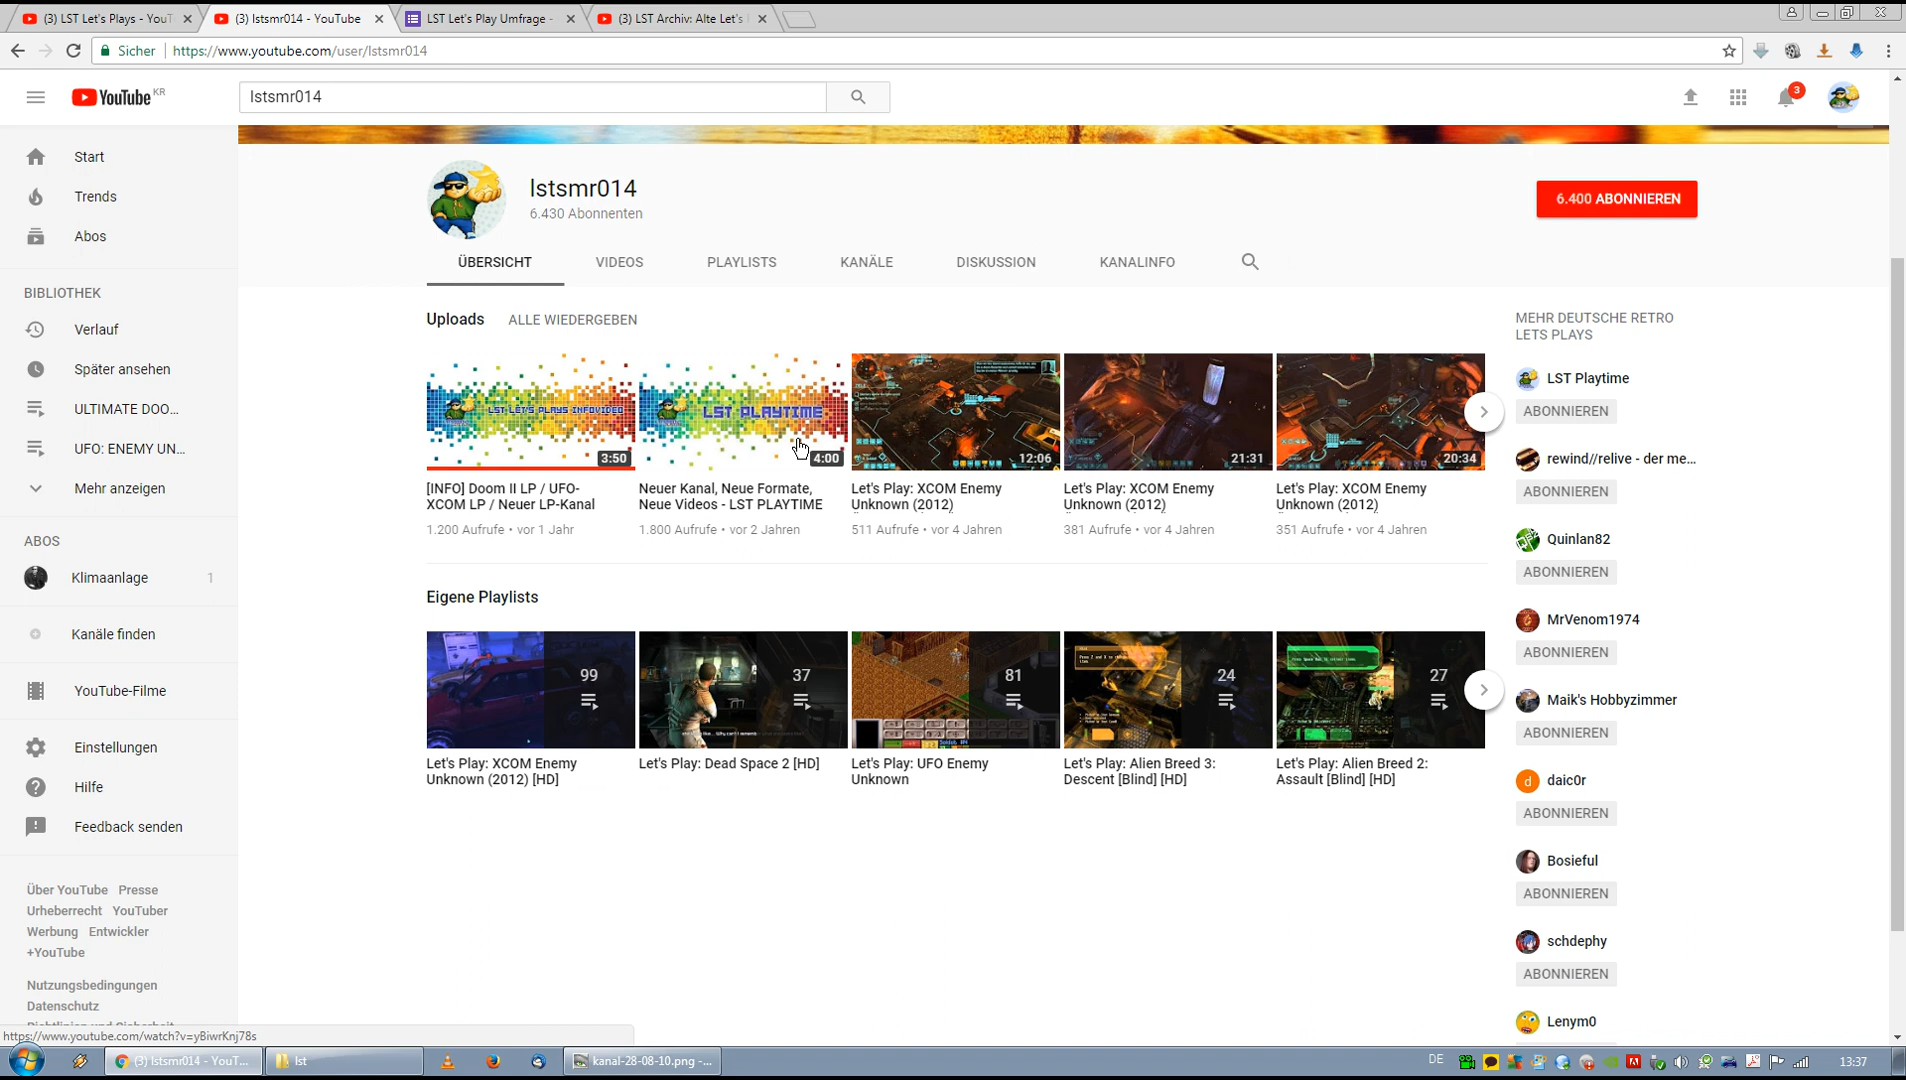 (3) LST Let's Plays - YouT
(3) lstsmr014 - YouTube
LST Let's Play Umfrage -
(3) LST Archiv: Alte Let's
Sicher
https://www.youtube.com/user/lstsmr014
YouTube KR
lstsmr014
3
Start
Trends
Abos
BIBLIOTHEK
Verlauf
Später ansehen
ULTIMATE DOO...
UFO: ENEMY UN...
Mehr anzeigen
ABOS
Klimaanlage 1
Kanäle finden
YouTube-Filme
Einstellungen
Hilfe
Feedback senden
Über YouTube Presse
Urheberrecht YouTuber
Werbung Entwickler
+YouTube
Nutzungsbedingungen
Datenschutz
Richtlinien und Sicherheit
lstsmr014
6.430 Abonnenten
6.400 ABONNIEREN
ÜBERSICHT VIDEOS PLAYLISTS KANÄLE DISKUSSION KANALINFO
Uploads ALLE WIEDERGEBEN
LST LET'S PLAYS INFOVIDEO
3:50
[INFO] Doom II LP / UFO-
XCOM LP / Neuer LP-Kanal
1.200 Aufrufe • vor 1 Jahr
LST PLAYTIME
4:00
Neuer Kanal, Neue Formate,
Neue Videos - LST PLAYTIME
1.800 Aufrufe • vor 2 Jahren
12:06
Let's Play: XCOM Enemy
Unknown (2012)
511 Aufrufe • vor 4 Jahren
21:31
Let's Play: XCOM Enemy
Unknown (2012)
381 Aufrufe • vor 4 Jahren
20:34
Let's Play: XCOM Enemy
Unknown (2012)
351 Aufrufe • vor 4 Jahren
Eigene Playlists
99
Let's Play: XCOM Enemy
Unknown (2012) [HD]
37
Let's Play: Dead Space 2 [HD]
81
Let's Play: UFO Enemy
Unknown
24
Let's Play: Alien Breed 3:
Descent [Blind] [HD]
27
Let's Play: Alien Breed 2:
Assault [Blind] [HD]
MEHR DEUTSCHE RETRO
LETS PLAYS
LST Playtime
ABONNIEREN
rewind//relive - der me...
ABONNIEREN
Quinlan82
ABONNIEREN
MrVenom1974
ABONNIEREN
Maik's Hobbyzimmer
ABONNIEREN
d
daic0r
ABONNIEREN
Bosieful
ABONNIEREN
schdephy
ABONNIEREN
Lenym0
https://www.youtube.com/watch?v=yBiwrKnj78s
(3) lstsmr014 - YouT...
lst
kanal-28-08-10.png -...
DE
13:37